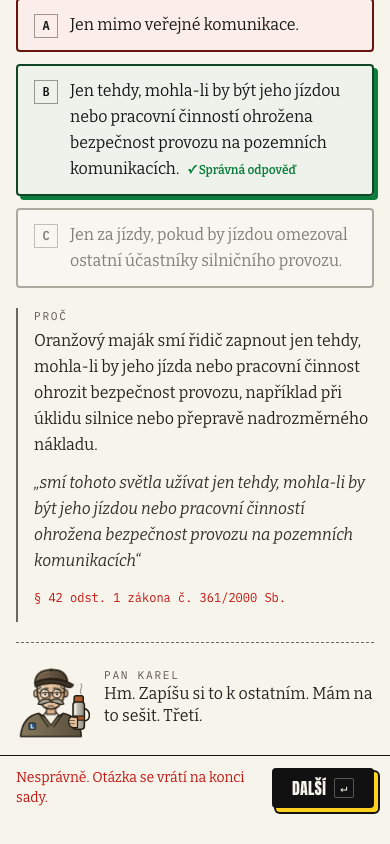 A Jen mimo veřejné komunikace.
B Jen tehdy, mohla-li by být jeho jízdou
nebo pracovní činností ohrožena
bezpečnost provozu na pozemních
komunikacích. ✓Správná odpověď
C Jen za jízdy, pokud by jízdou omezoval
ostatní účastníky silničního provozu.
PROČ
Oranžový maják smí řidič zapnout jen tehdy,
mohla-li by jeho jízda nebo pracovní činnost
ohrozit bezpečnost provozu, například při
úklidu silnice nebo přepravě nadrozměrného
nákladu.
„smí tohoto světla užívat jen tehdy, mohla-li by
být jeho jízdou nebo pracovní činností
ohrožena bezpečnost provozu na pozemních
komunikacích“
§ 42 odst. 1 zákona č. 361/2000 Sb.
PAN KAREL
Hm. Zapíšu si to k ostatním. Mám na
to sešit. Třetí.
Nesprávně. Otázka se vrátí na konci
sady.
DALŠÍ ↵